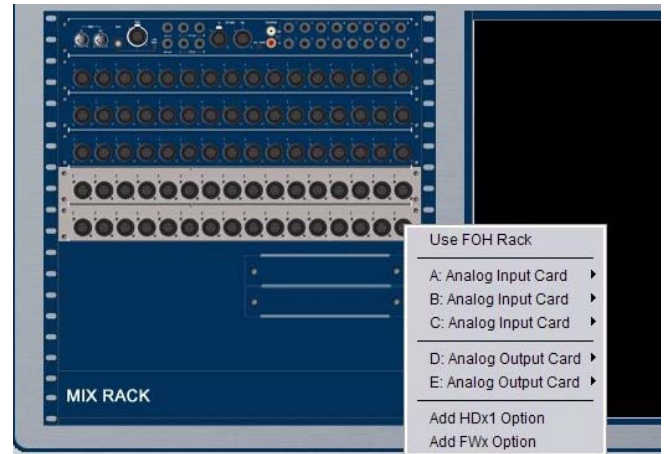 Use FOH Rack
A: Analog Input Card
B: Analog Input Card
C: Analog Input Card
D: Analog Output Card
E: Analog Output Card
MIX RACK
Add HDx1 Option
Add FWx Option